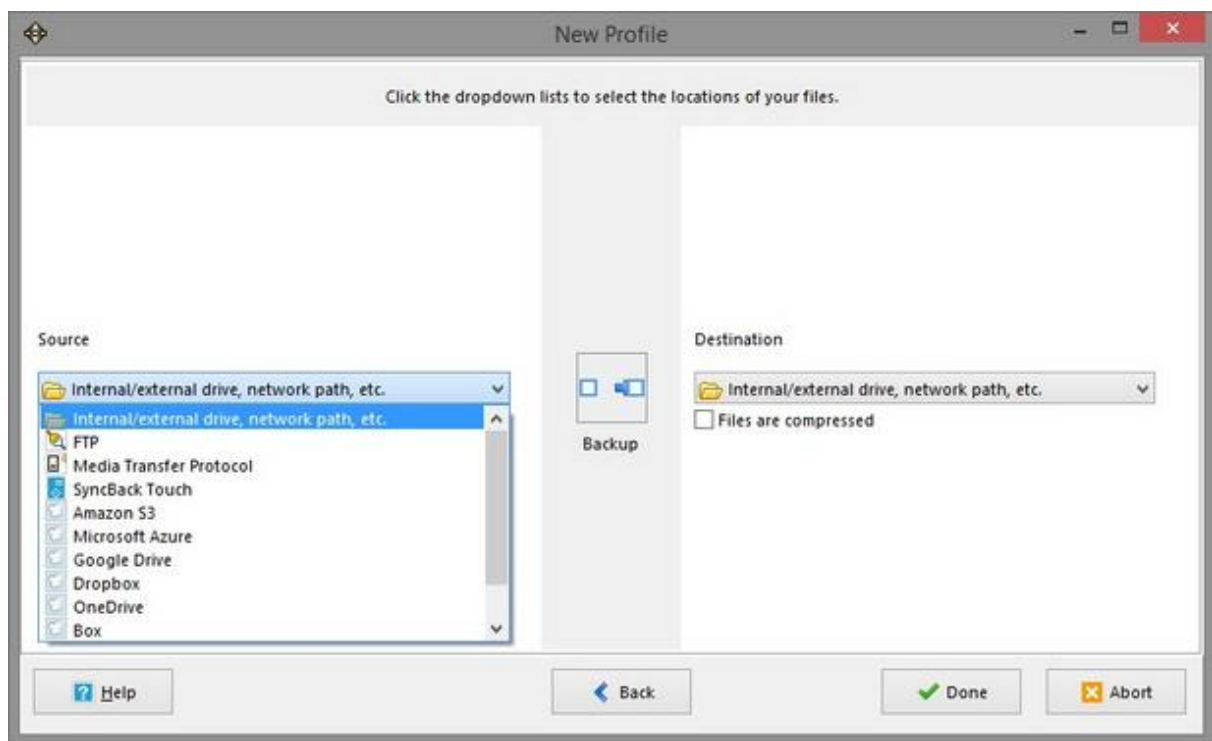 New Profile
Click the dropdown lists to select the locations of your files.
Source
Internal/external drive, network path, etc.
Internal/external drive, network path, etc.
FTP
Media Transfer Protocol
SyncBack Touch
Amazon S3
Microsoft Azure
Google Drive
Dropbox
OneDrive
Box
Backup
Destination
Internal/external drive, network path, etc.
Files are compressed
Help
Back
Done
Abort